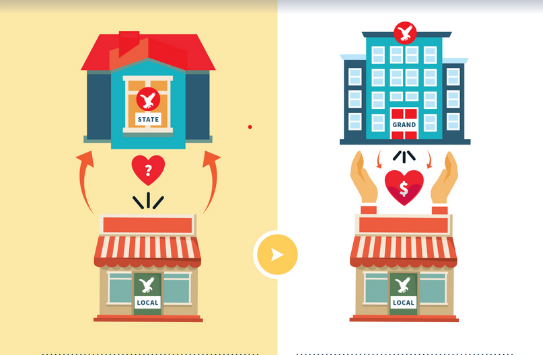 STATE
?
LOCAL
GRAND
$
LOCAL